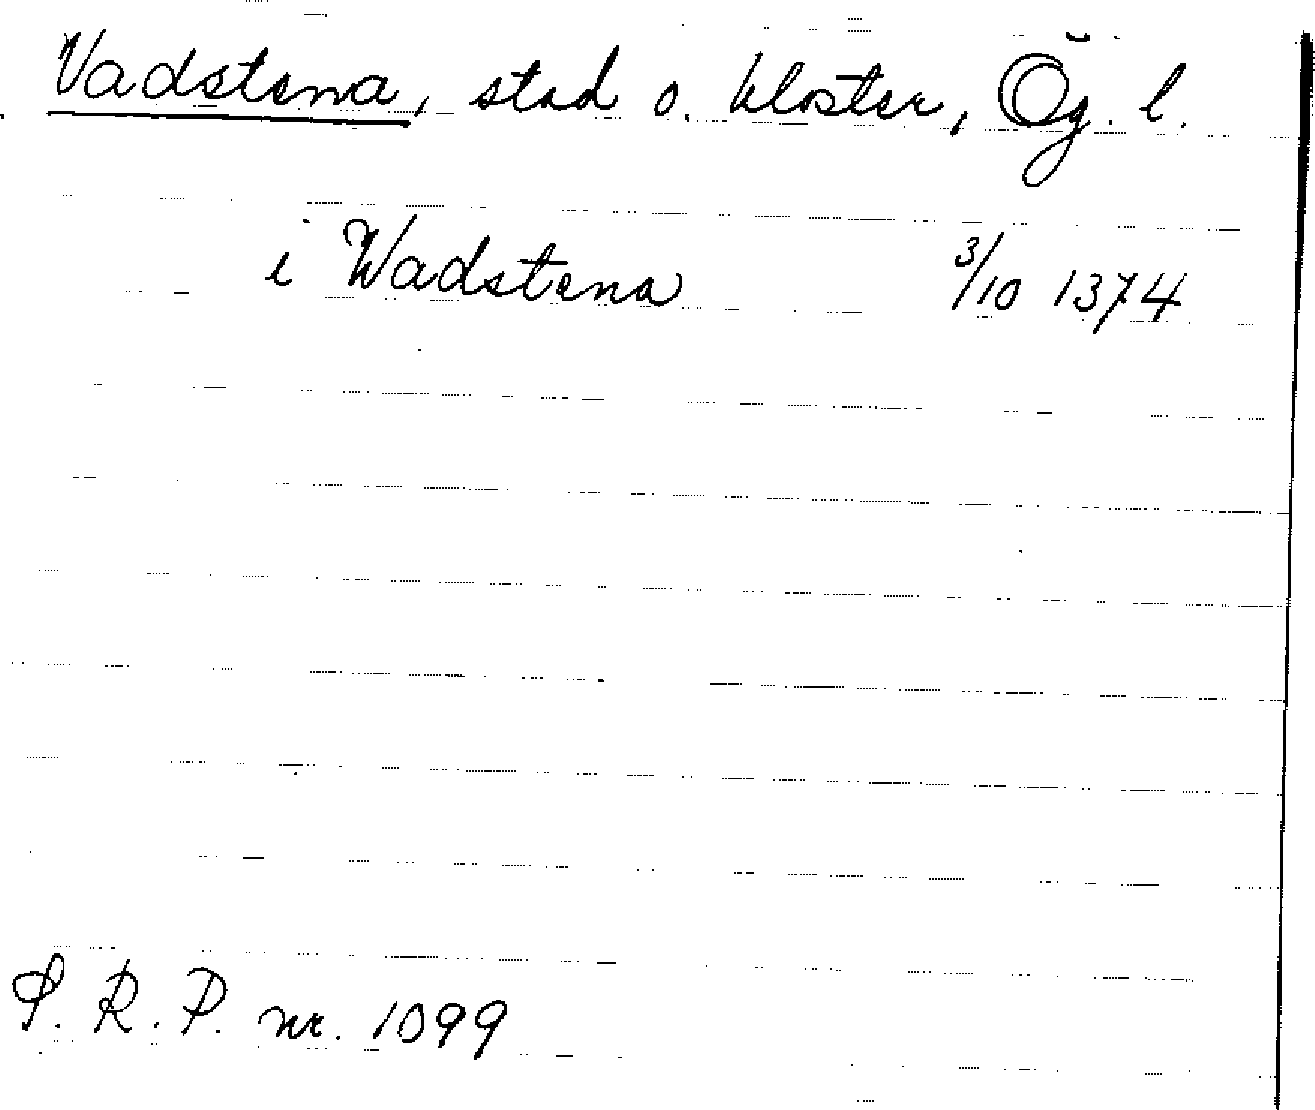 Vadstena, stad o. kloster, Ög. l.
i Wadstena 3/10 1374
S. R. P. nr. 1099